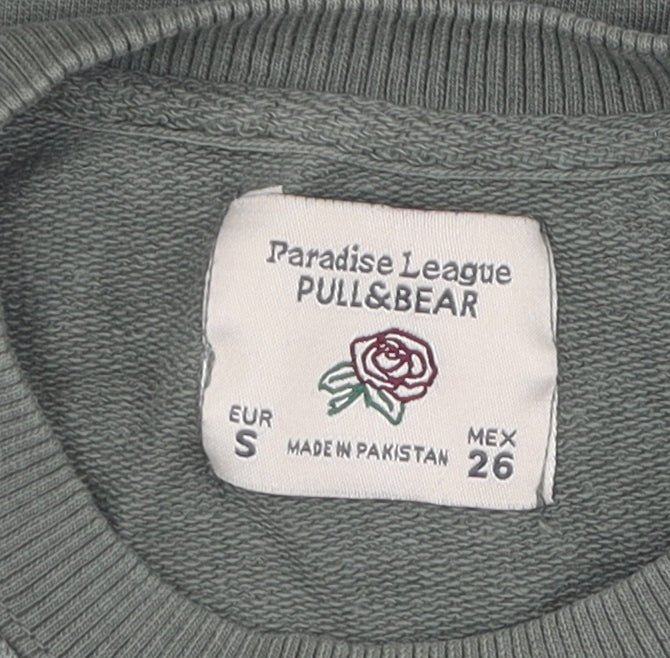 Paradise League
PULL&BEAR
EUR
S
MADE IN PAKISTAN
MEX
26